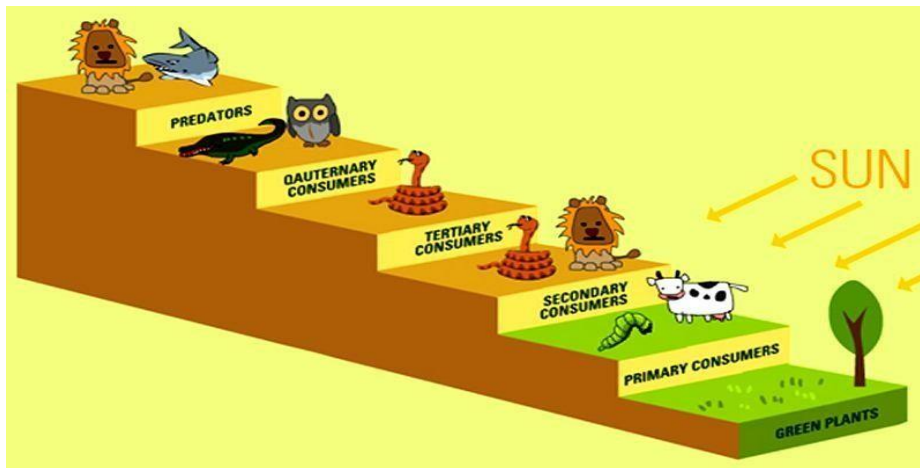 PREDATORS
QAUTERNARY
CONSUMERS
SUN
TERTIARY
CONSUMERS
SECONDARY
CONSUMERS
PRIMARY CONSUMERS
GREEN PLANTS